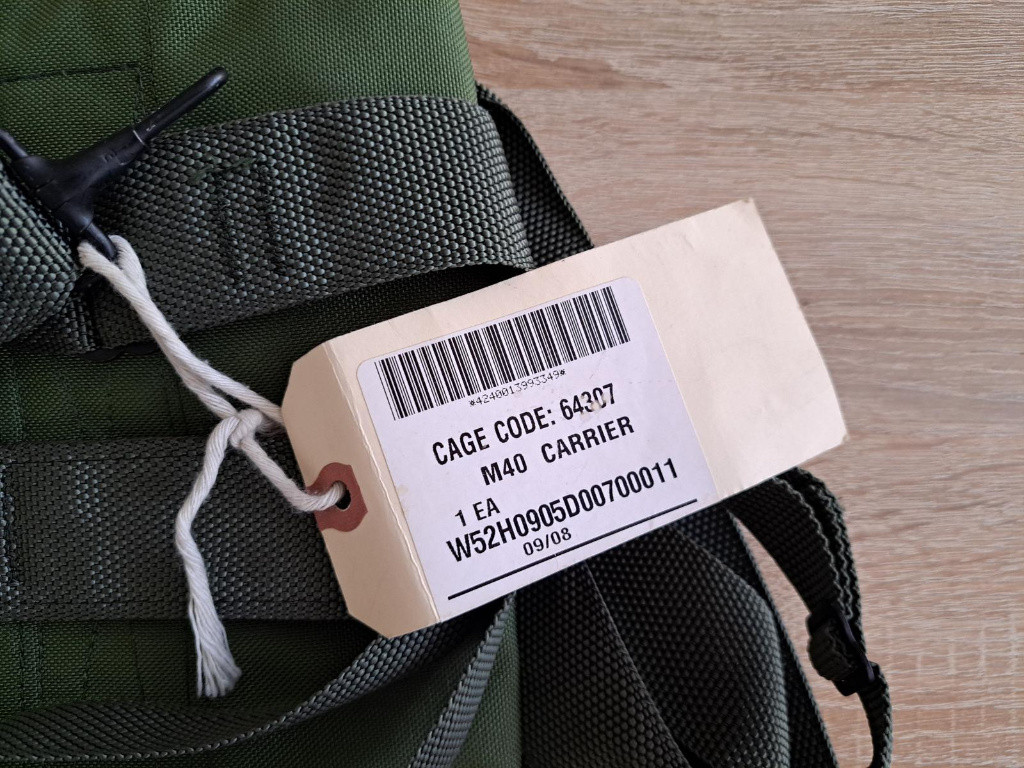 *4240013993349*
CAGE CODE: 64307
M40 CARRIER
1 EA
W52H0905D00700011
09/08